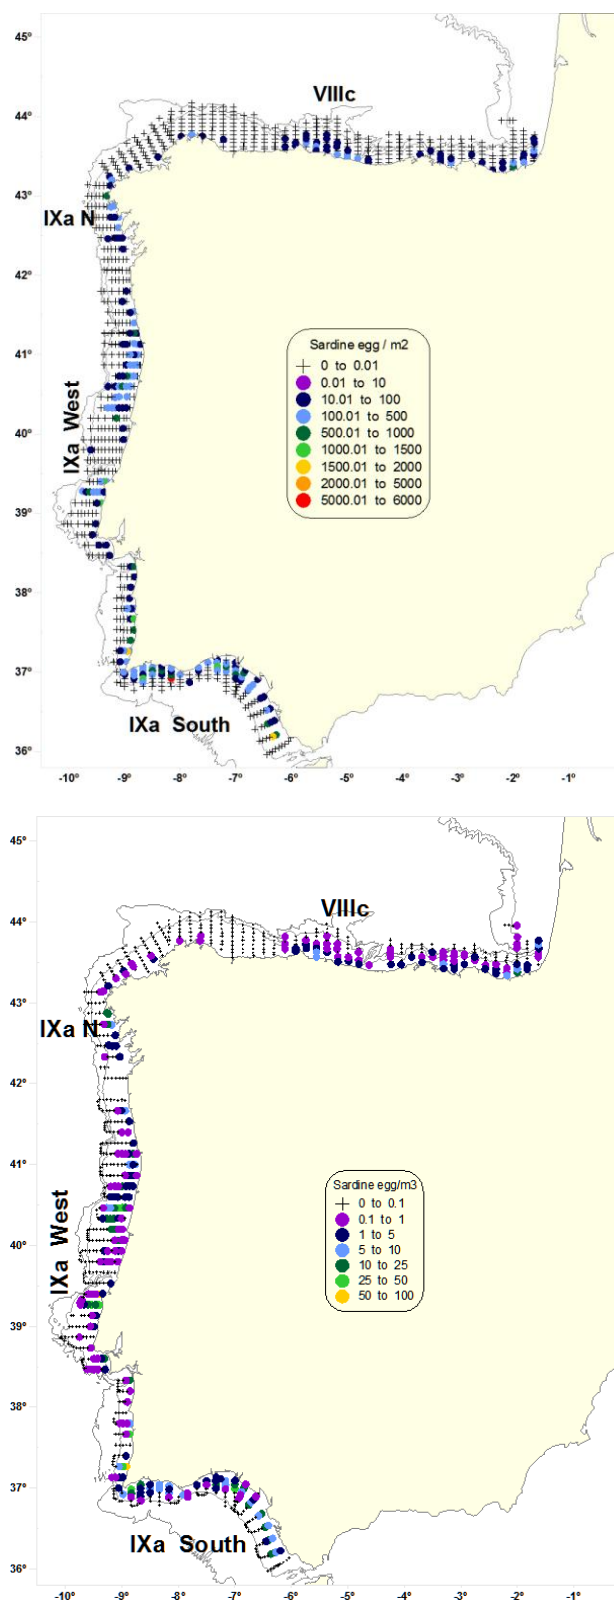 45°
44°
VIIIc
43°
IXa N
42°
Sardine egg / m2
0 to 0.01
0.01 to 10
41°
10.01 to 100
100.01 to 500
500.01 to 1000
IXa West
40°
1000.01 to 1500
1500.01 to 2000
2000.01 to 5000
39°
5000.01 to 6000
38°
37°
IXa South
36°
-10° -9° -8° -7° -6° -5° -4° -3° -2° -1°
45°
VIIIc
44°
43°
IXa N
42°
Sardine egg/m3
0 to 0.1
41°
0.1 to 1
1 to 5
5 to 10
IXa West
40°
10 to 25
25 to 50
50 to 100
39°
38°
37°
IXa South
36°
-10° -9° -8° -7° -6° -5° -4° -3° -2° -1°